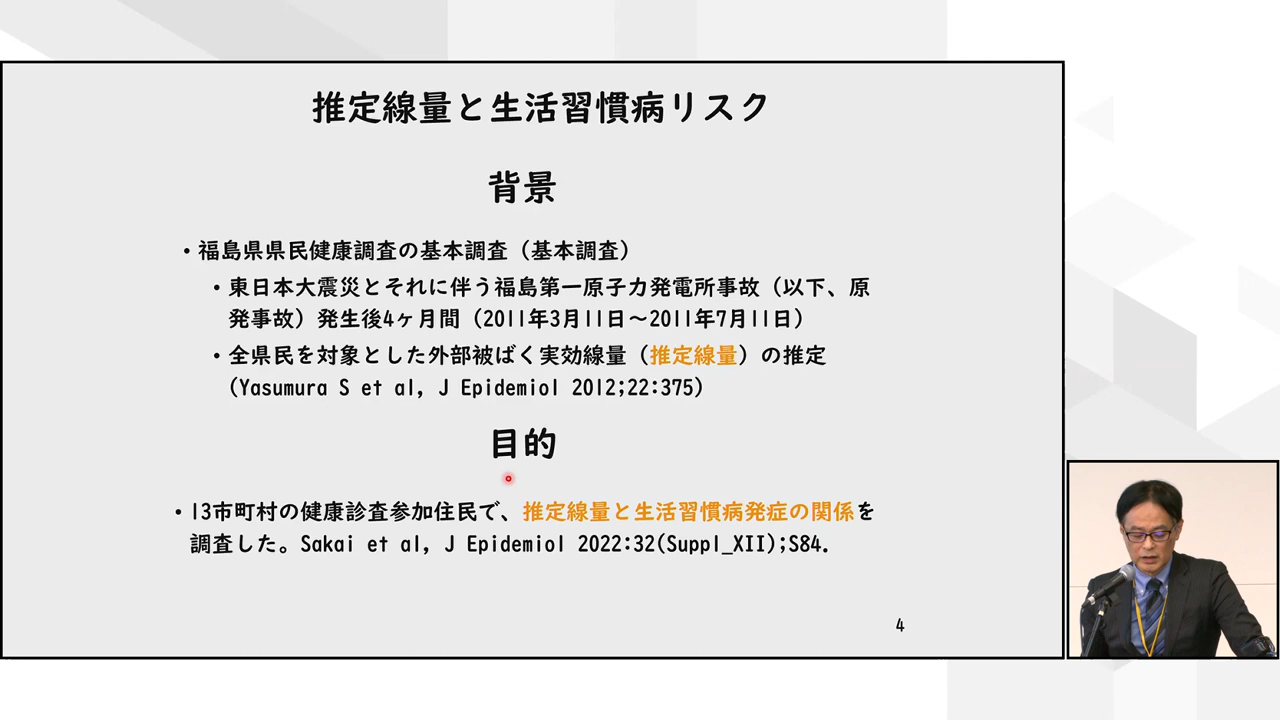 推定線量と生活習慣病リスク
背景
・福島県県民健康調査の基本調査（基本調査）
・東日本大震災とそれに伴う福島第一原子力発電所事故（以下、原
発事故）発生後4ヶ月間（2011年3月11日～2011年7月11日）
・全県民を対象とした外部被ばく実効線量（推定線量）の推定
(Yasumura S et al, J Epidemiol 2012;22:375)
目的
・13市町村の健康診査参加住民で、推定線量と生活習慣病発症の関係を
調査した。Sakai et al, J Epidemiol 2022:32(Suppl_XII);S84.
4